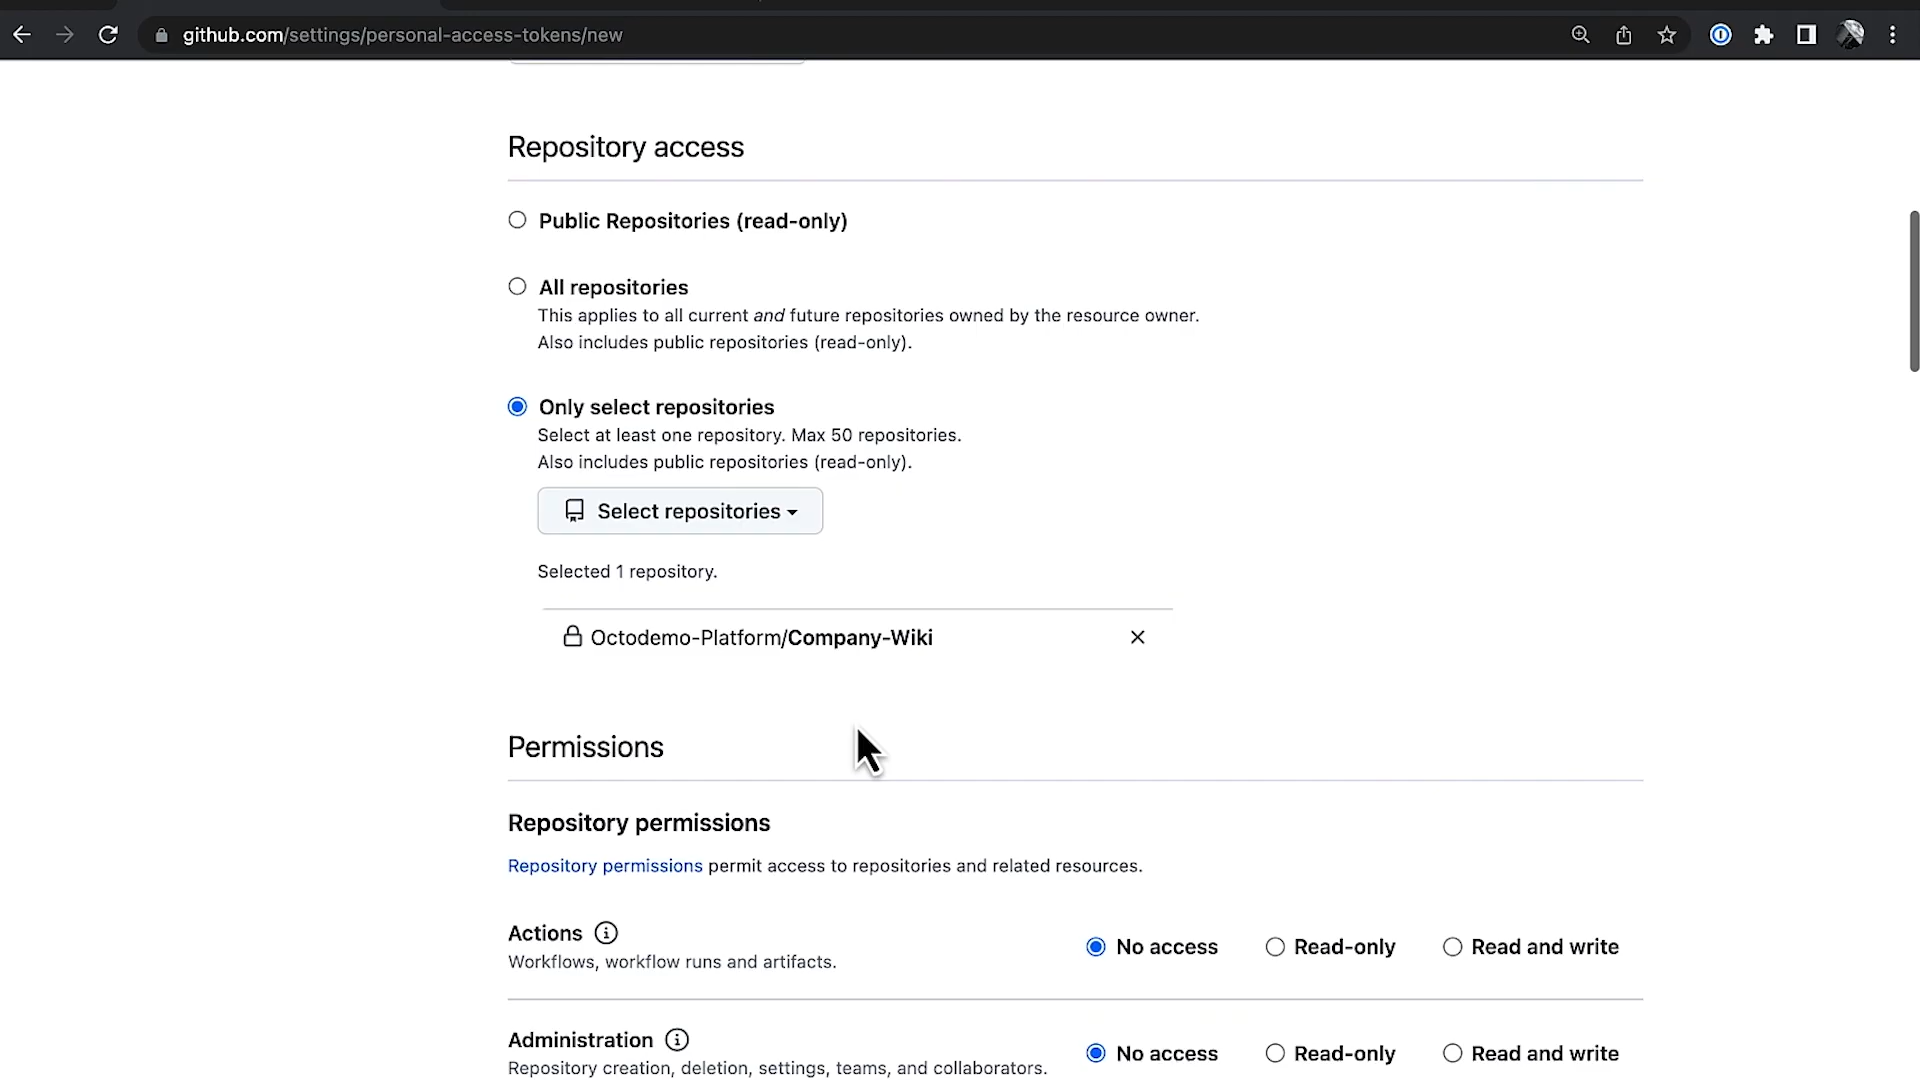 github.com/settings/personal-access-tokens/new
Repository access
Public Repositories (read-only)
All repositories
This applies to all current and future repositories owned by the resource owner.
Also includes public repositories (read-only).
Only select repositories
Select at least one repository. Max 50 repositories.
Also includes public repositories (read-only).
Select repositories
Selected 1 repository.
Octodemo-Platform/Company-Wiki
Permissions
Repository permissions
Repository permissions permit access to repositories and related resources.
Actions
No access Read-only Read and write
Workflows, workflow runs and artifacts.
Administration
No access Read-only Read and write
Repository creation, deletion, settings, teams, and collaborators.